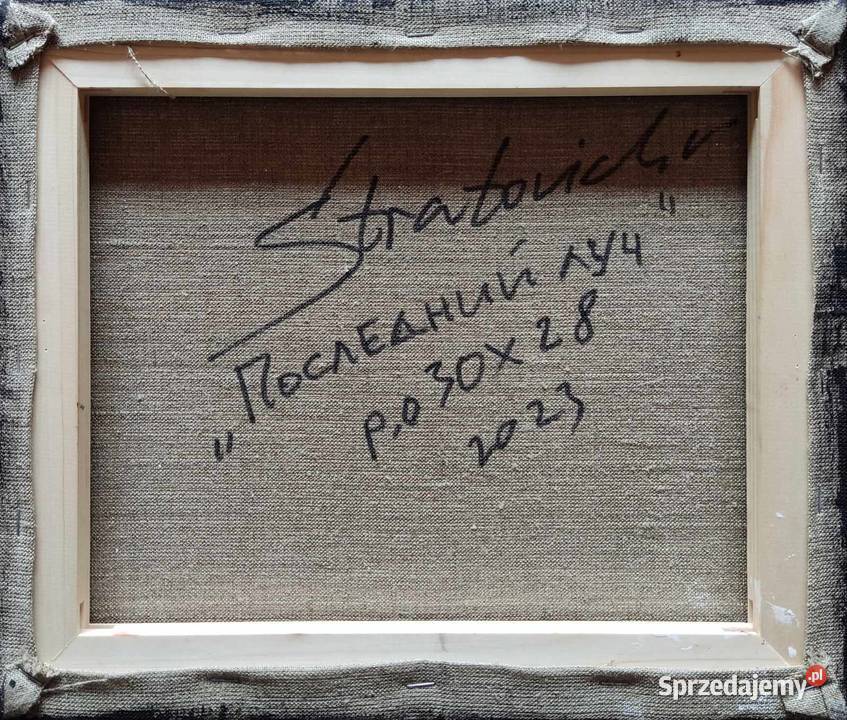 Stratovich v
„Последний луч"
р.о 30х28
2023
Sprzedajemy.pl